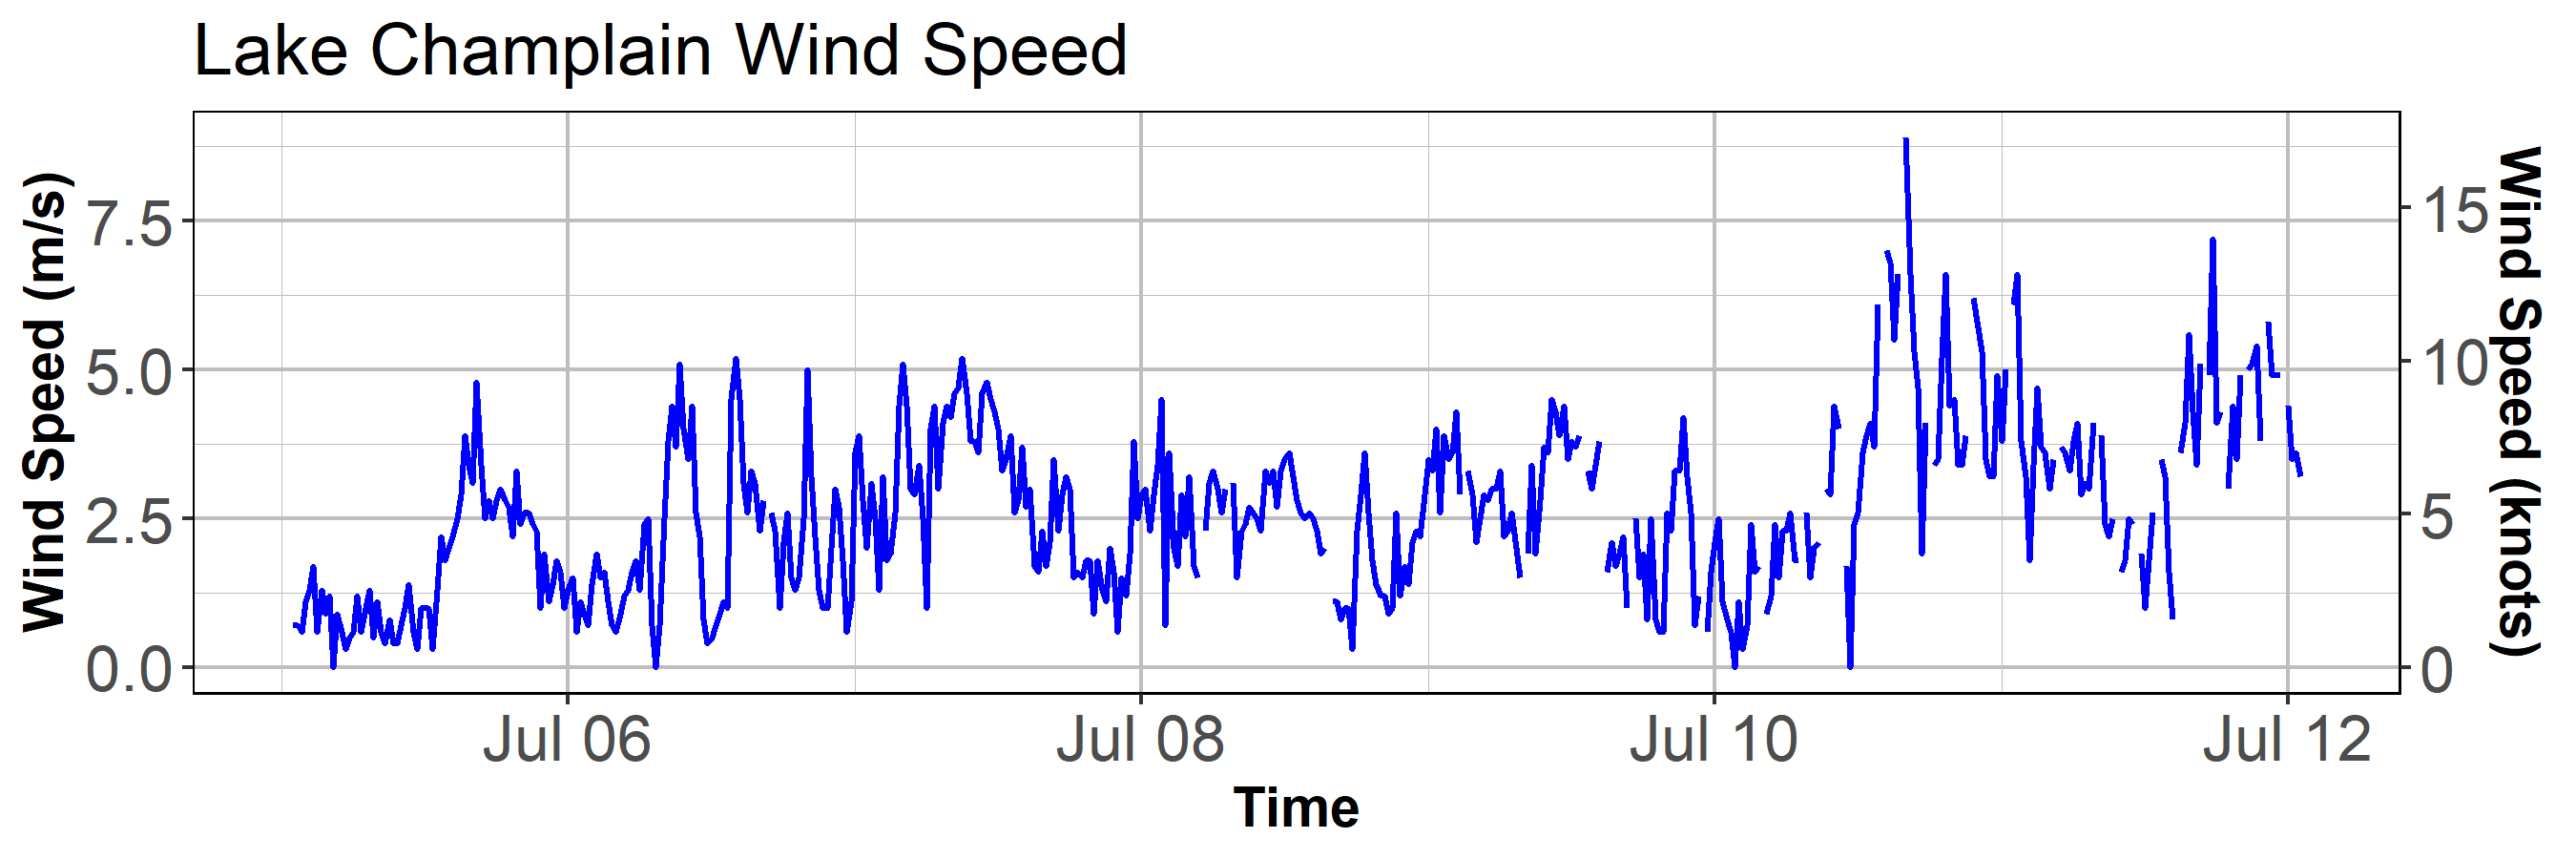 Lake Champlain Wind Speed
Wind Speed (m/s)
7.5
5.0
2.5
0.0
15
10
5
0
Wind Speed (knots)
Jul 06
Jul 08
Jul 10
Jul 12
Time